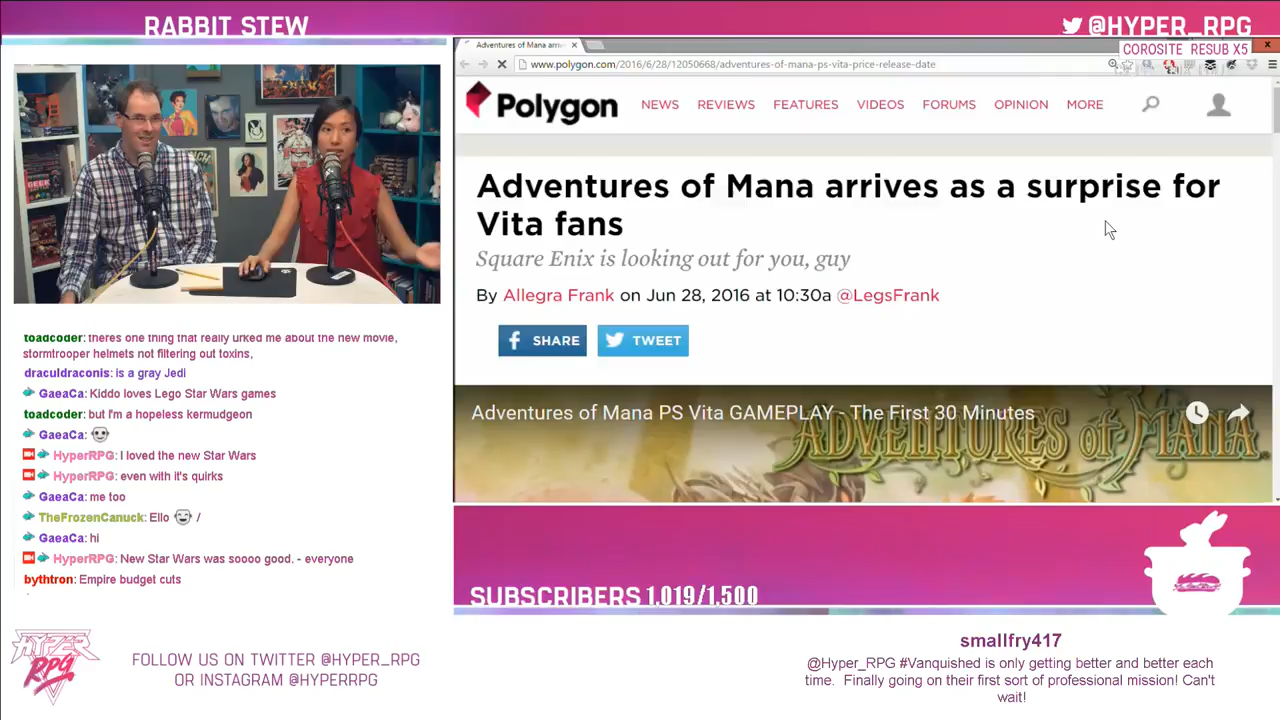 RABBIT STEW
@HYPER_RPG
COROSITE RESUB X5
www.polygon.com/2016/6/28/12050668/adventures-of-mana-ps-vita-price-release-date
Polygon
NEWS REVIEWS FEATURES VIDEOS FORUMS OPINION MORE
Adventures of Mana arrives as a surprise for
Vita fans
Square Enix is looking out for you, guy
By Allegra Frank on Jun 28, 2016 at 10:30a @LegsFrank
SHARE
TWEET
Adventures of Mana PS Vita GAMEPLAY - The First 30 Minutes
ADVENTURES of MANA
toadcoder: theres one thing that really urked me about the new movie,
stormtrooper helmets not filtering out toxins,
draculdraconis: is a gray Jedi
GaeaCa: Kiddo loves Lego Star Wars games
toadcoder: but I'm a hopeless kermudgeon
GaeaCa:
HyperRPG: I loved the new Star Wars
HyperRPG: even with it's quirks
GaeaCa: me too
TheFrozenCanuck: Ello /
GaeaCa: hi
HyperRPG: New Star Wars was soooo good. - everyone
bythtron: Empire budget cuts
SUBSCRIBERS 1,019/1,500
HYPER
RPG
FOLLOW US ON TWITTER @HYPER_RPG
OR INSTAGRAM @HYPERRPG
smallfry417
@Hyper_RPG #Vanquished is only getting better and better each
time. Finally going on their first sort of professional mission! Can't
wait!